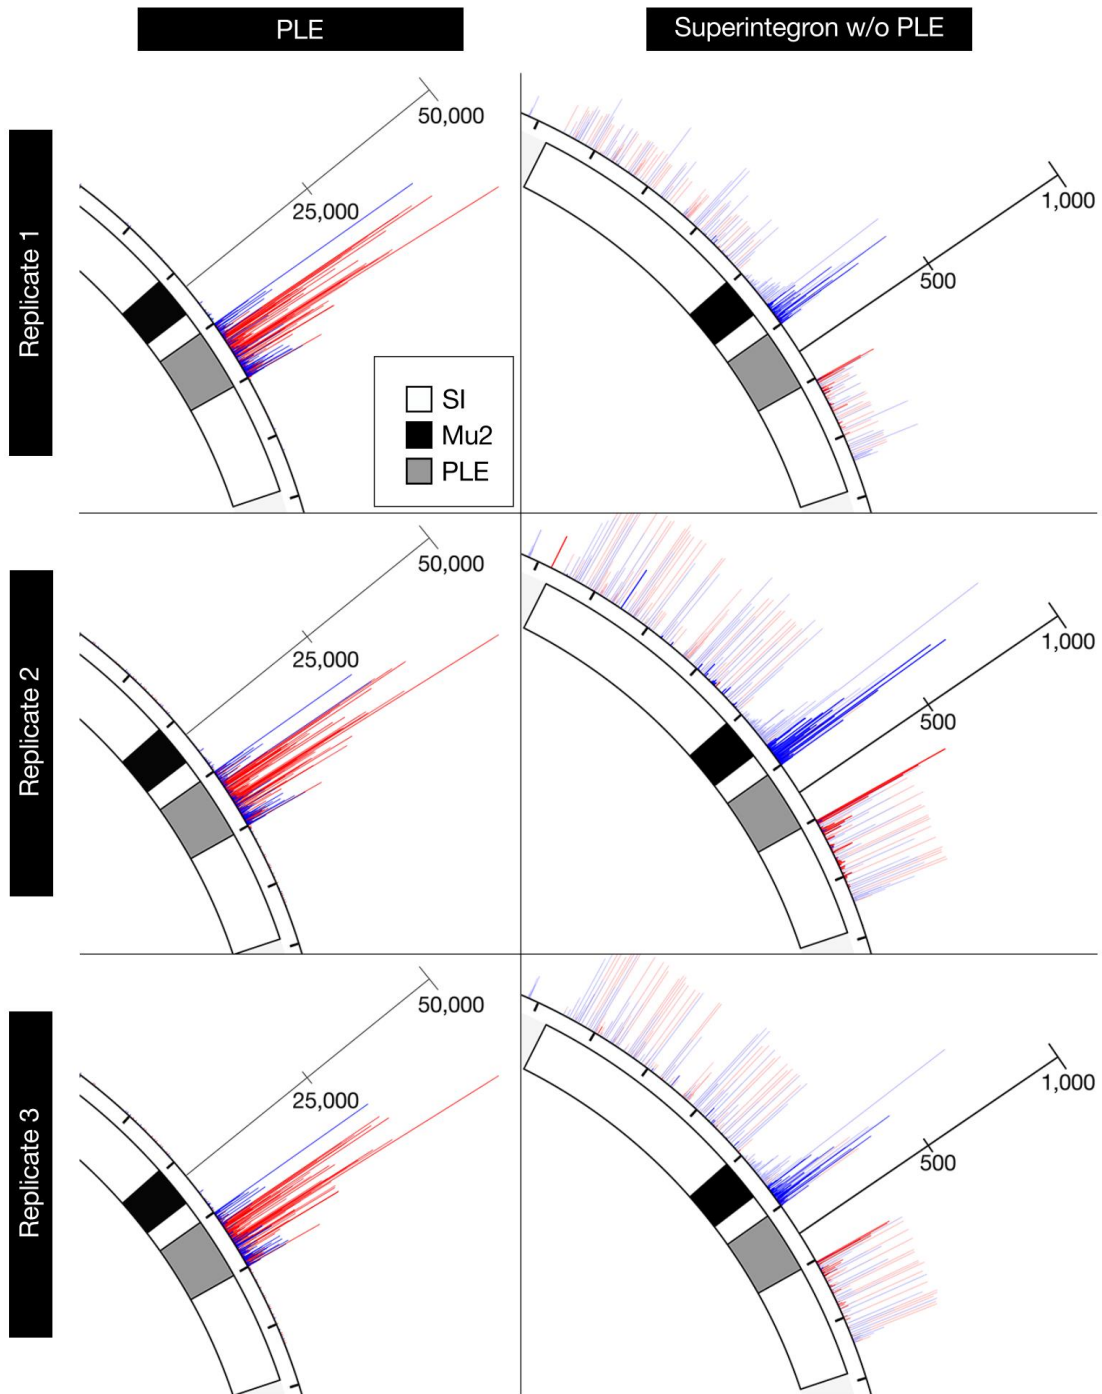 PLE
Superintegron w/o PLE
Replicate 1
50,000
25,000
1,000
500
SI
Mu2
PLE
Replicate 2
50,000
25,000
1,000
500
Replicate 3
50,000
25,000
1,000
500